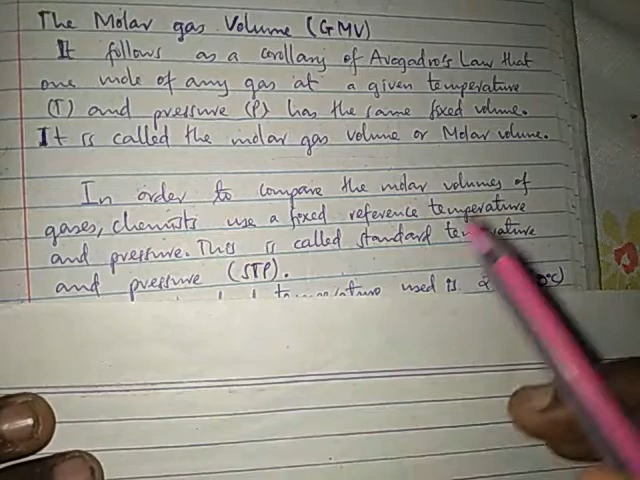 The Molar gas Volume (GMV)
It follows as a corollary of Avogadro's Law that
one mole of any gas at a given temperature
(T) and pressure (P) has the same fixed volume.
It is called the molar gas volume or Molar volume.
In order to compare the molar volumes of
gases, chemists use a fixed reference temperature
and pressure. This is called standard temperature
and pressure (STP).
temperature used is